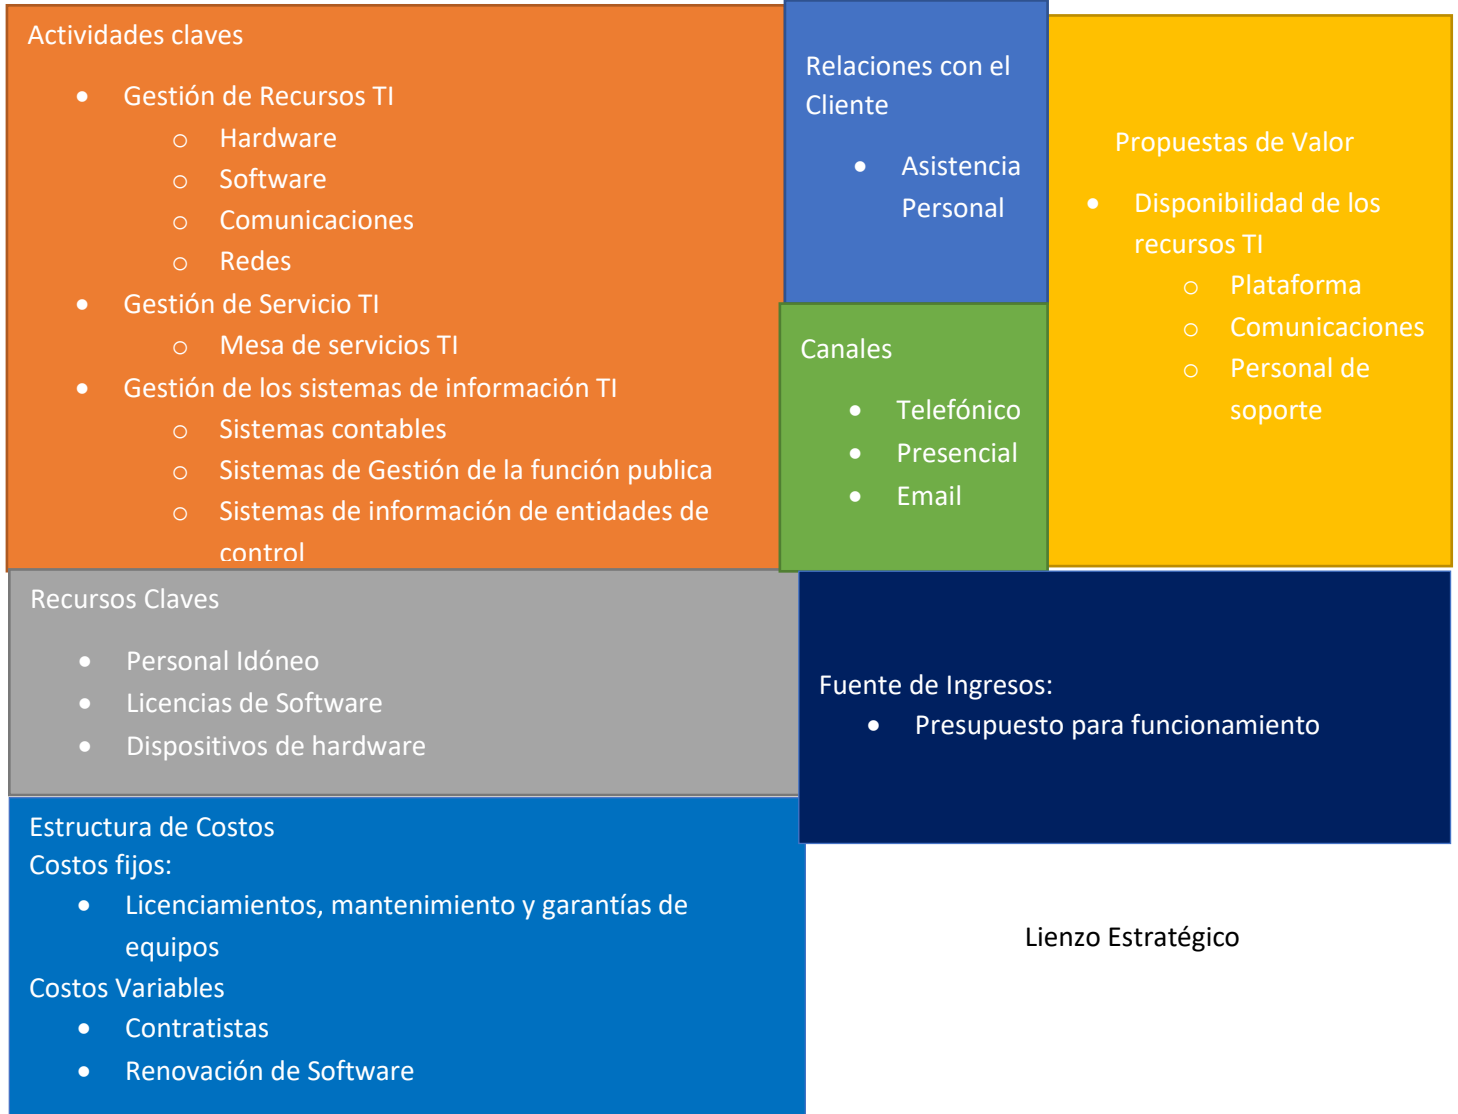 Actividades claves
• Gestión de Recursos TI
o Hardware
o Software
o Comunicaciones
o Redes
• Gestión de Servicio TI
o Mesa de servicios TI
• Gestión de los sistemas de información TI
o Sistemas contables
o Sistemas de Gestión de la función publica
o Sistemas de información de entidades de
control
Relaciones con el
Cliente
• Asistencia
Personal
Canales
• Telefónico
• Presencial
• Email
Propuestas de Valor
• Disponibilidad de los
recursos TI
o Plataforma
o Comunicaciones
o Personal de
soporte
Recursos Claves
• Personal Idóneo
• Licencias de Software
• Dispositivos de hardware
Fuente de Ingresos:
• Presupuesto para funcionamiento
Estructura de Costos
Costos fijos:
• Licenciamientos, mantenimiento y garantías de
equipos
Costos Variables
• Contratistas
• Renovación de Software
Lienzo Estratégico